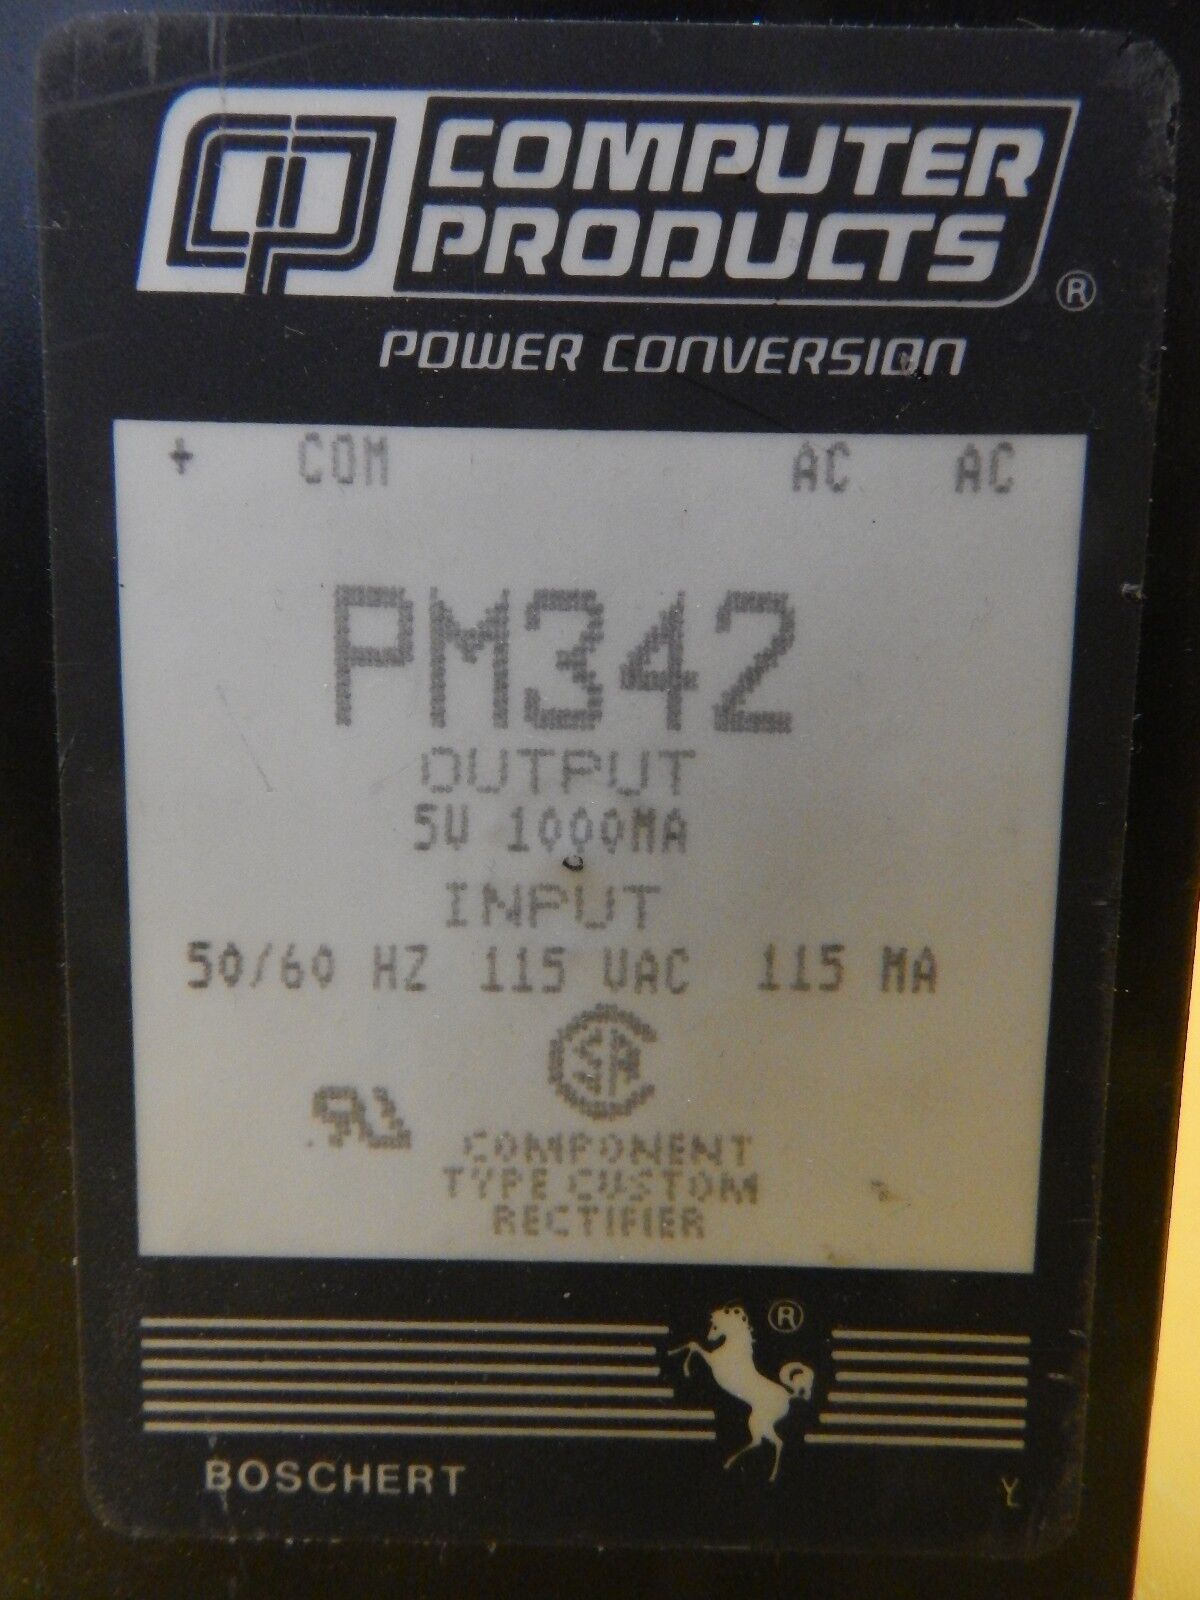 COMPUTER
PRODUCTS ®
POWER CONVERSION
+ COM AC AC
PM342
OUTPUT
5V 1000MA
INPUT
50/60 HZ 115 VAC 115 MA
COMPONENT
TYPE CUSTOM
RECTIFIER
®
BOSCHERT
Y